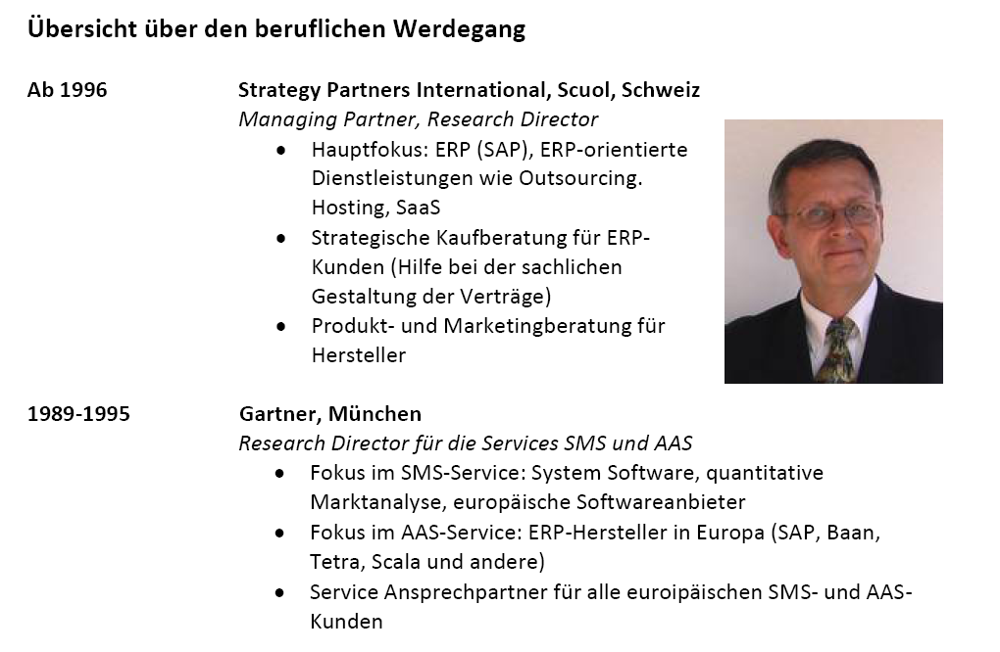 Übersicht über den beruflichen Werdegang
Ab 1996 Strategy Partners International, Scuol, Schweiz
Managing Partner, Research Director
• Hauptfokus: ERP (SAP), ERP-orientierte
Dienstleistungen wie Outsourcing.
Hosting, SaaS
• Strategische Kaufberatung für ERP-
Kunden (Hilfe bei der sachlichen
Gestaltung der Verträge)
• Produkt- und Marketingberatung für
Hersteller
1989-1995 Gartner, München
Research Director für die Services SMS und AAS
• Fokus im SMS-Service: System Software, quantitative
Marktanalyse, europäische Softwareanbieter
• Fokus im AAS-Service: ERP-Hersteller in Europa (SAP, Baan,
Tetra, Scala und andere)
• Service Ansprechpartner für alle euroipäischen SMS- und AAS-
Kunden